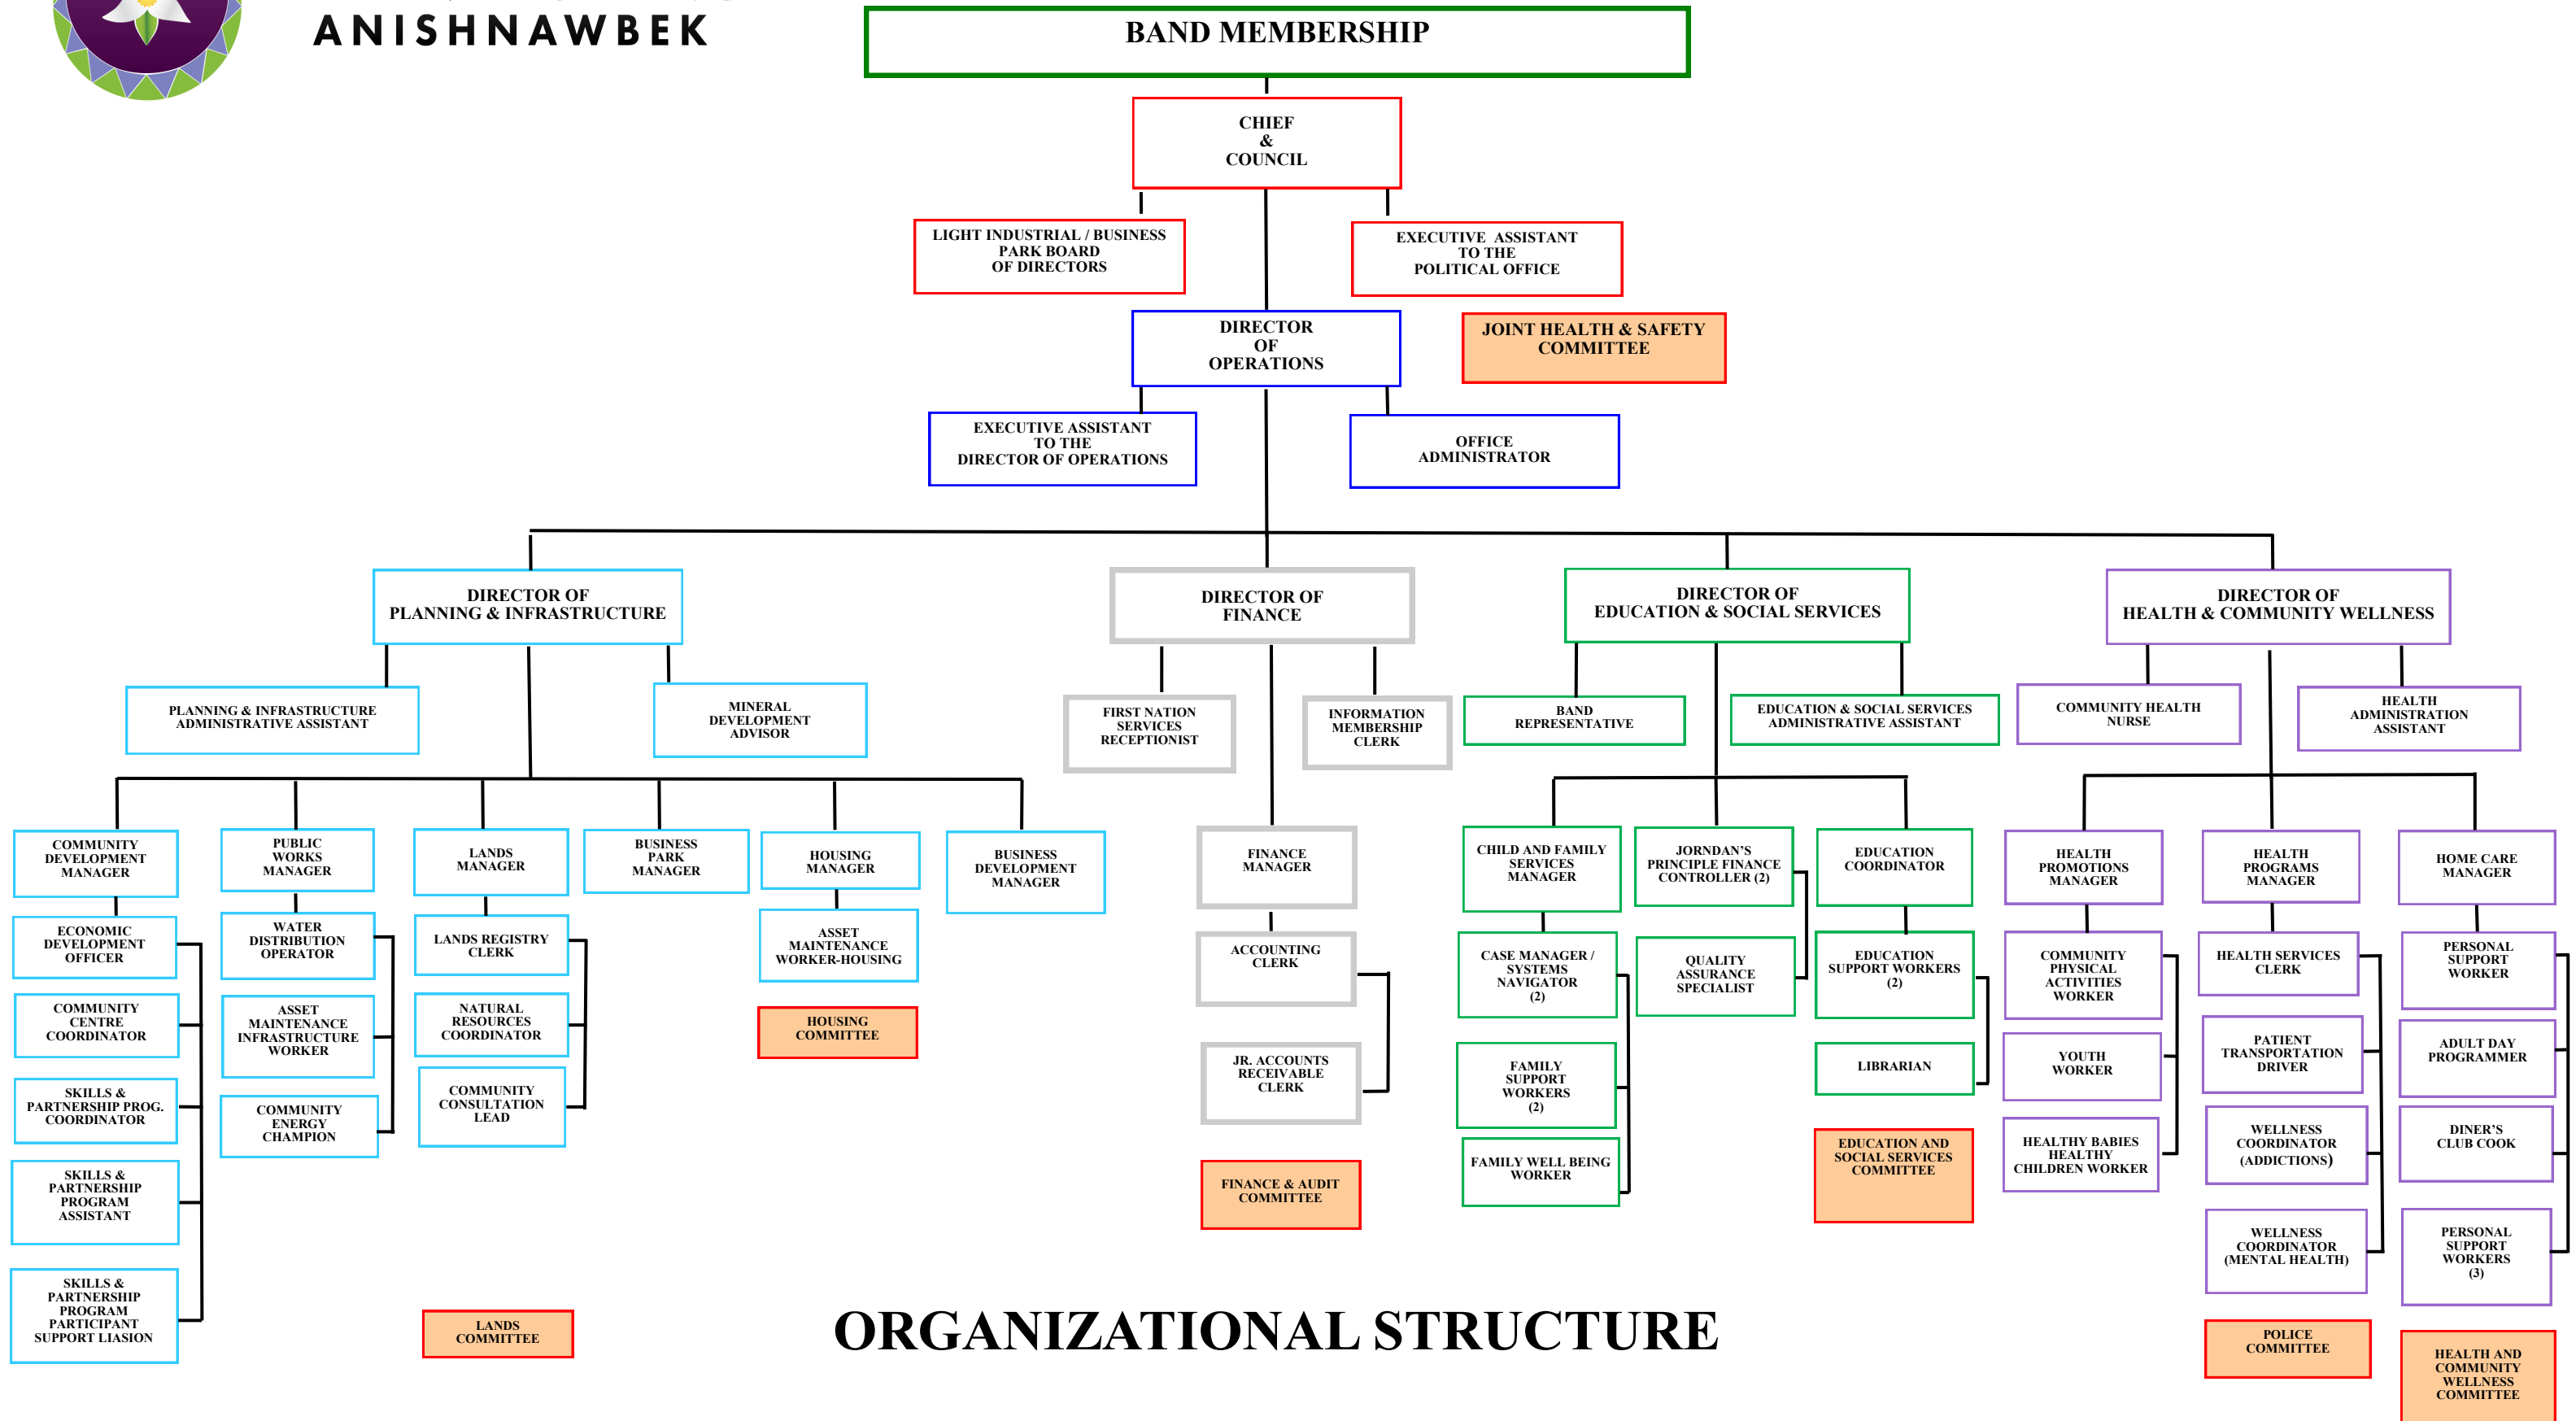 ANISHNAWBEK
BAND MEMBERSHIP
CHIEF
&
COUNCIL
LIGHT INDUSTRIAL / BUSINESS
PARK BOARD
OF DIRECTORS
EXECUTIVE ASSISTANT
TO THE
POLITICAL OFFICE
DIRECTOR
OF
OPERATIONS
JOINT HEALTH & SAFETY
COMMITTEE
EXECUTIVE ASSISTANT
TO THE
DIRECTOR OF OPERATIONS
OFFICE
ADMINISTRATOR
DIRECTOR OF
PLANNING & INFRASTRUCTURE
DIRECTOR OF
FINANCE
DIRECTOR OF
EDUCATION & SOCIAL SERVICES
DIRECTOR OF
HEALTH & COMMUNITY WELLNESS
PLANNING & INFRASTRUCTURE
ADMINISTRATIVE ASSISTANT
MINERAL
DEVELOPMENT
ADVISOR
FIRST NATION
SERVICES
RECEPTIONIST
INFORMATION
MEMBERSHIP
CLERK
BAND
REPRESENTATIVE
EDUCATION & SOCIAL SERVICES
ADMINISTRATIVE ASSISTANT
COMMUNITY HEALTH
NURSE
HEALTH
ADMINISTRATION
ASSISTANT
COMMUNITY
DEVELOPMENT
MANAGER
PUBLIC
WORKS
MANAGER
LANDS
MANAGER
BUSINESS
PARK
MANAGER
HOUSING
MANAGER
BUSINESS
DEVELOPMENT
MANAGER
FINANCE
MANAGER
CHILD AND FAMILY
SERVICES
MANAGER
JORNDAN'S
PRINCIPLE FINANCE
CONTROLLER (2)
EDUCATION
COORDINATOR
HEALTH
PROMOTIONS
MANAGER
HEALTH
PROGRAMS
MANAGER
HOME CARE
MANAGER
ECONOMIC
DEVELOPMENT
OFFICER
WATER
DISTRIBUTION
OPERATOR
LANDS REGISTRY
CLERK
ASSET
MAINTENANCE
WORKER-HOUSING
ACCOUNTING
CLERK
CASE MANAGER /
SYSTEMS
NAVIGATOR
(2)
QUALITY
ASSURANCE
SPECIALIST
EDUCATION
SUPPORT WORKERS
(2)
COMMUNITY
PHYSICAL
ACTIVITIES
WORKER
HEALTH SERVICES
CLERK
PERSONAL
SUPPORT
WORKER
COMMUNITY
CENTRE
COORDINATOR
ASSET
MAINTENANCE
INFRASTRUCTURE
WORKER
NATURAL
RESOURCES
COORDINATOR
HOUSING
COMMITTEE
JR. ACCOUNTS
RECEIVABLE
CLERK
FAMILY
SUPPORT
WORKERS
(2)
LIBRARIAN
YOUTH
WORKER
PATIENT
TRANSPORTATION
DRIVER
ADULT DAY
PROGRAMMER
SKILLS &
PARTNERSHIP PROG.
COORDINATOR
COMMUNITY
ENERGY
CHAMPION
COMMUNITY
CONSULTATION
LEAD
FINANCE & AUDIT
COMMITTEE
FAMILY WELL BEING
WORKER
EDUCATION AND
SOCIAL SERVICES
COMMITTEE
HEALTHY BABIES
HEALTHY
CHILDREN WORKER
WELLNESS
COORDINATOR
(ADDICTIONS)
DINER'S
CLUB COOK
SKILLS &
PARTNERSHIP
PROGRAM
ASSISTANT
WELLNESS
COORDINATOR
(MENTAL HEALTH)
PERSONAL
SUPPORT
WORKERS
(3)
SKILLS &
PARTNERSHIP
PROGRAM
PARTICIPANT
SUPPORT LIASION
LANDS
COMMITTEE
ORGANIZATIONAL STRUCTURE
POLICE
COMMITTEE
HEALTH AND
COMMUNITY
WELLNESS
COMMITTEE